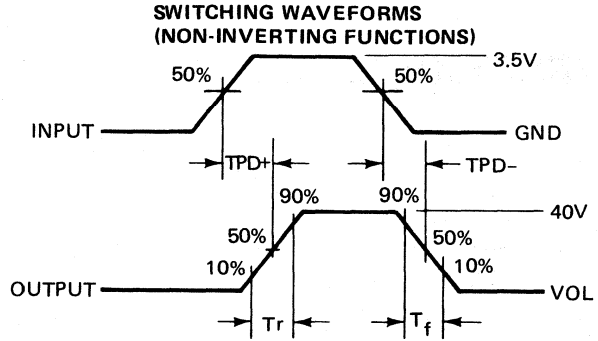 SWITCHING WAVEFORMS
(NON-INVERTING FUNCTIONS)
3.5V
50%
50%
INPUT
GND
TPD+
TPD–
90%
90%
40V
50%
50%
10%
10%
OUTPUT
VOL
Tr
Tf